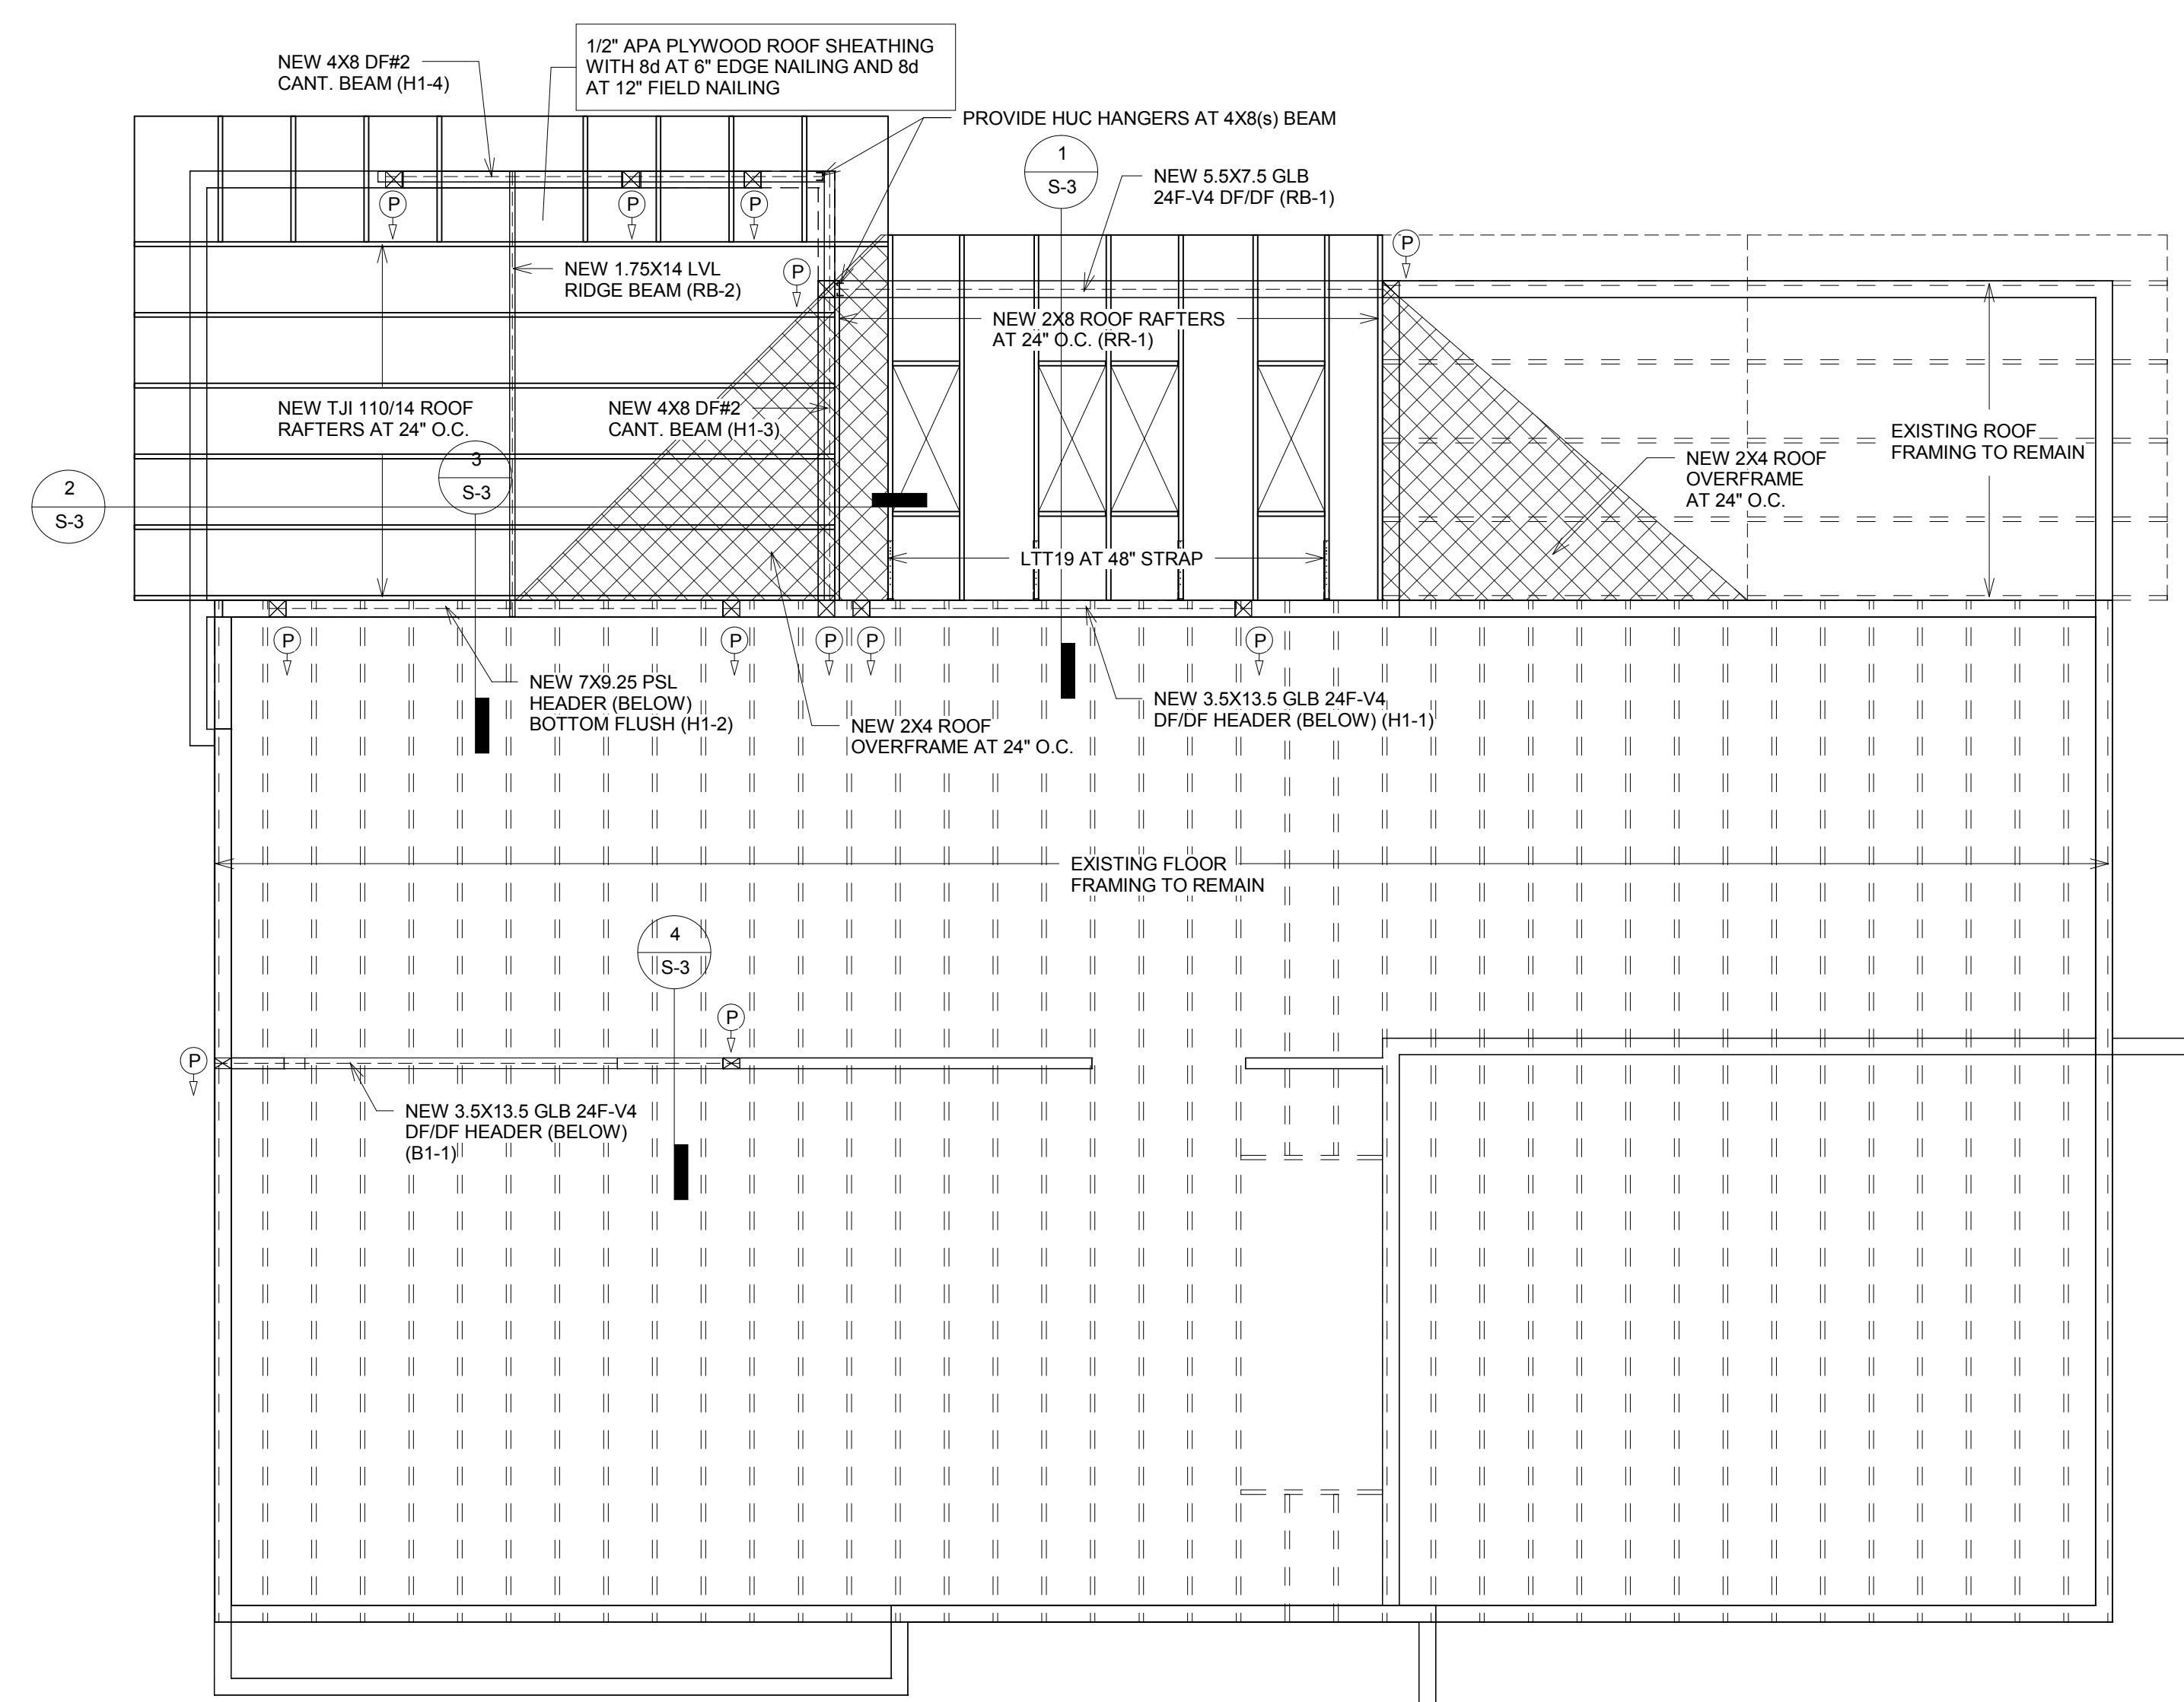 NEW 4X8 DF#2
CANT. BEAM (H1-4)
1/2" APA PLYWOOD ROOF SHEATHING
WITH 8d AT 6" EDGE NAILING AND 8d
AT 12" FIELD NAILING
PROVIDE HUC HANGERS AT 4X8(s) BEAM
1
S-3
NEW 5.5X7.5 GLB
24F-V4 DF/DF (RB-1)
P
P
P
P
P
NEW 1.75X14 LVL
RIDGE BEAM (RB-2)
NEW 2X8 ROOF RAFTERS
AT 24" O.C. (RR-1)
NEW TJI 110/14 ROOF
RAFTERS AT 24" O.C.
NEW 4X8 DF#2
CANT. BEAM (H1-3)
EXISTING ROOF
FRAMING TO REMAIN
NEW 2X4 ROOF
OVERFRAME
AT 24" O.C.
3
S-3
2
S-3
LTT19 AT 48" STRAP
P
P
P
P
P
NEW 7X9.25 PSL
HEADER (BELOW)
BOTTOM FLUSH (H1-2)
NEW 2X4 ROOF
OVERFRAME AT 24" O.C.
NEW 3.5X13.5 GLB 24F-V4
DF/DF HEADER (BELOW) (H1-1)
EXISTING FLOOR
FRAMING TO REMAIN
4
S-3
P
P
NEW 3.5X13.5 GLB 24F-V4
DF/DF HEADER (BELOW)
(B1-1)